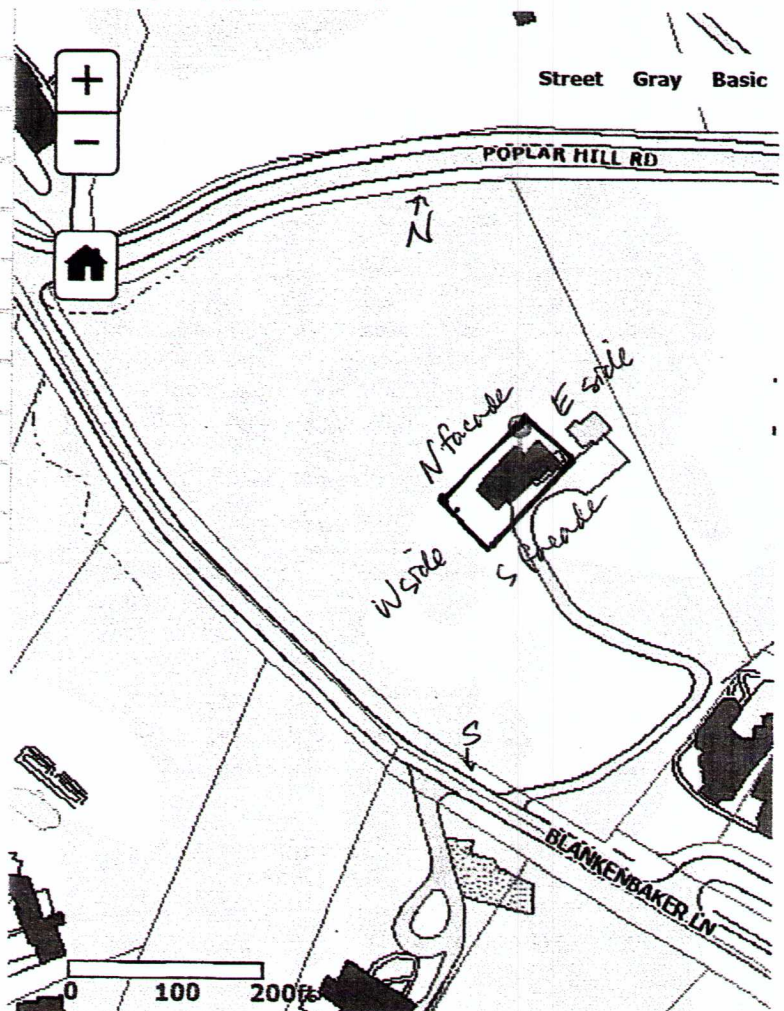 +
Street Gray Basic
−
POPLAR HILL RD
N
E side
N facade
W side
S facade
S
BLANKENBAKER LN
0 100 200ft